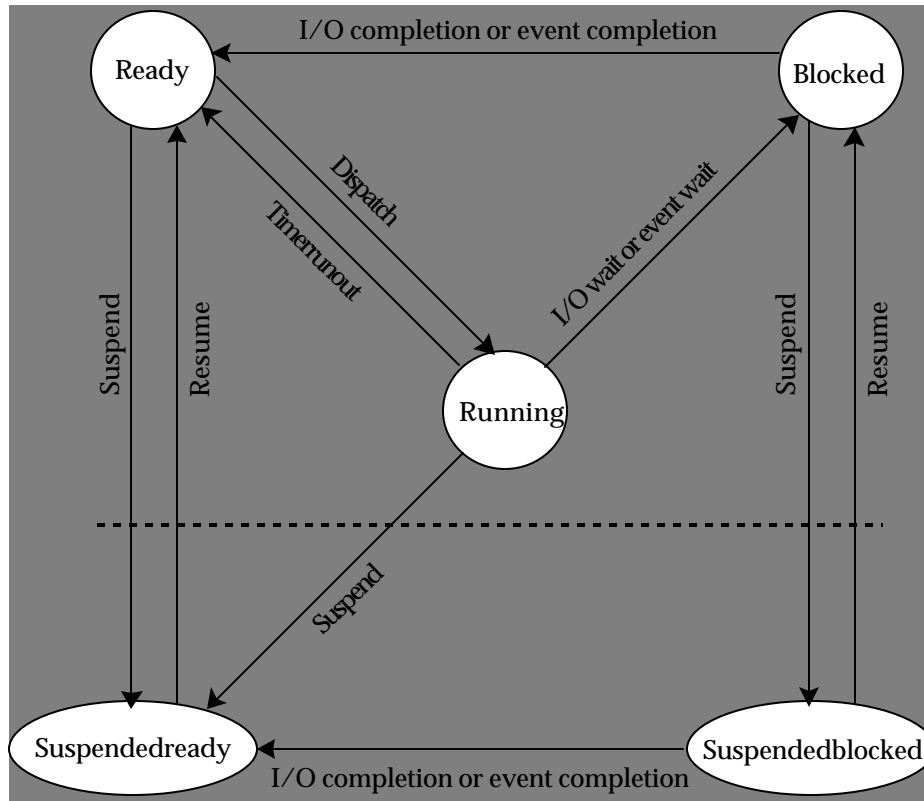 I/O completion or event completion
Ready
Blocked
Dispatch
Timerrunout
I/O wait or event wait
Suspend
Resume
Suspend
Resume
Running
Suspend
Suspendedready
Suspendedblocked
I/O completion or event completion